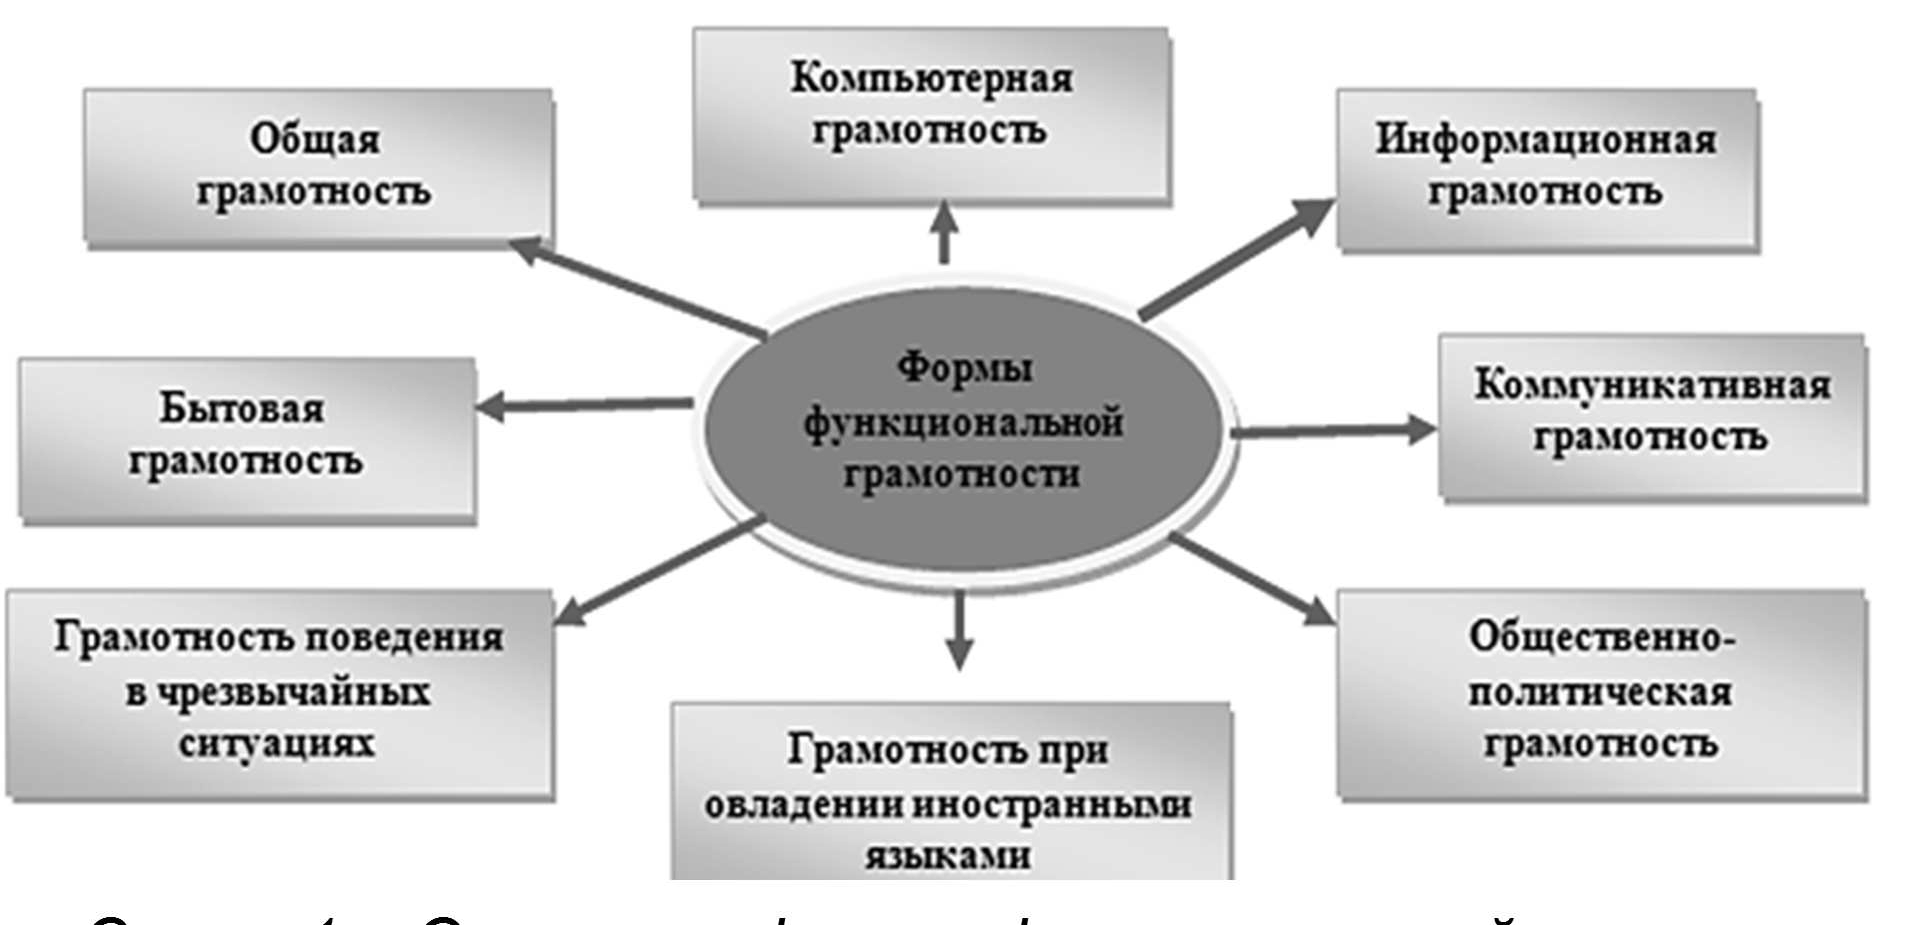 Компьютерная
грамотность
Общая
грамотность
Информационная
грамотность
Формы
функциональной
грамотности
Бытовая
грамотность
Коммуникативная
грамотность
Грамотность поведения
в чрезвычайных
ситуациях
Общественно-
политическая
грамотность
Грамотность при
овладении иностранными
языками